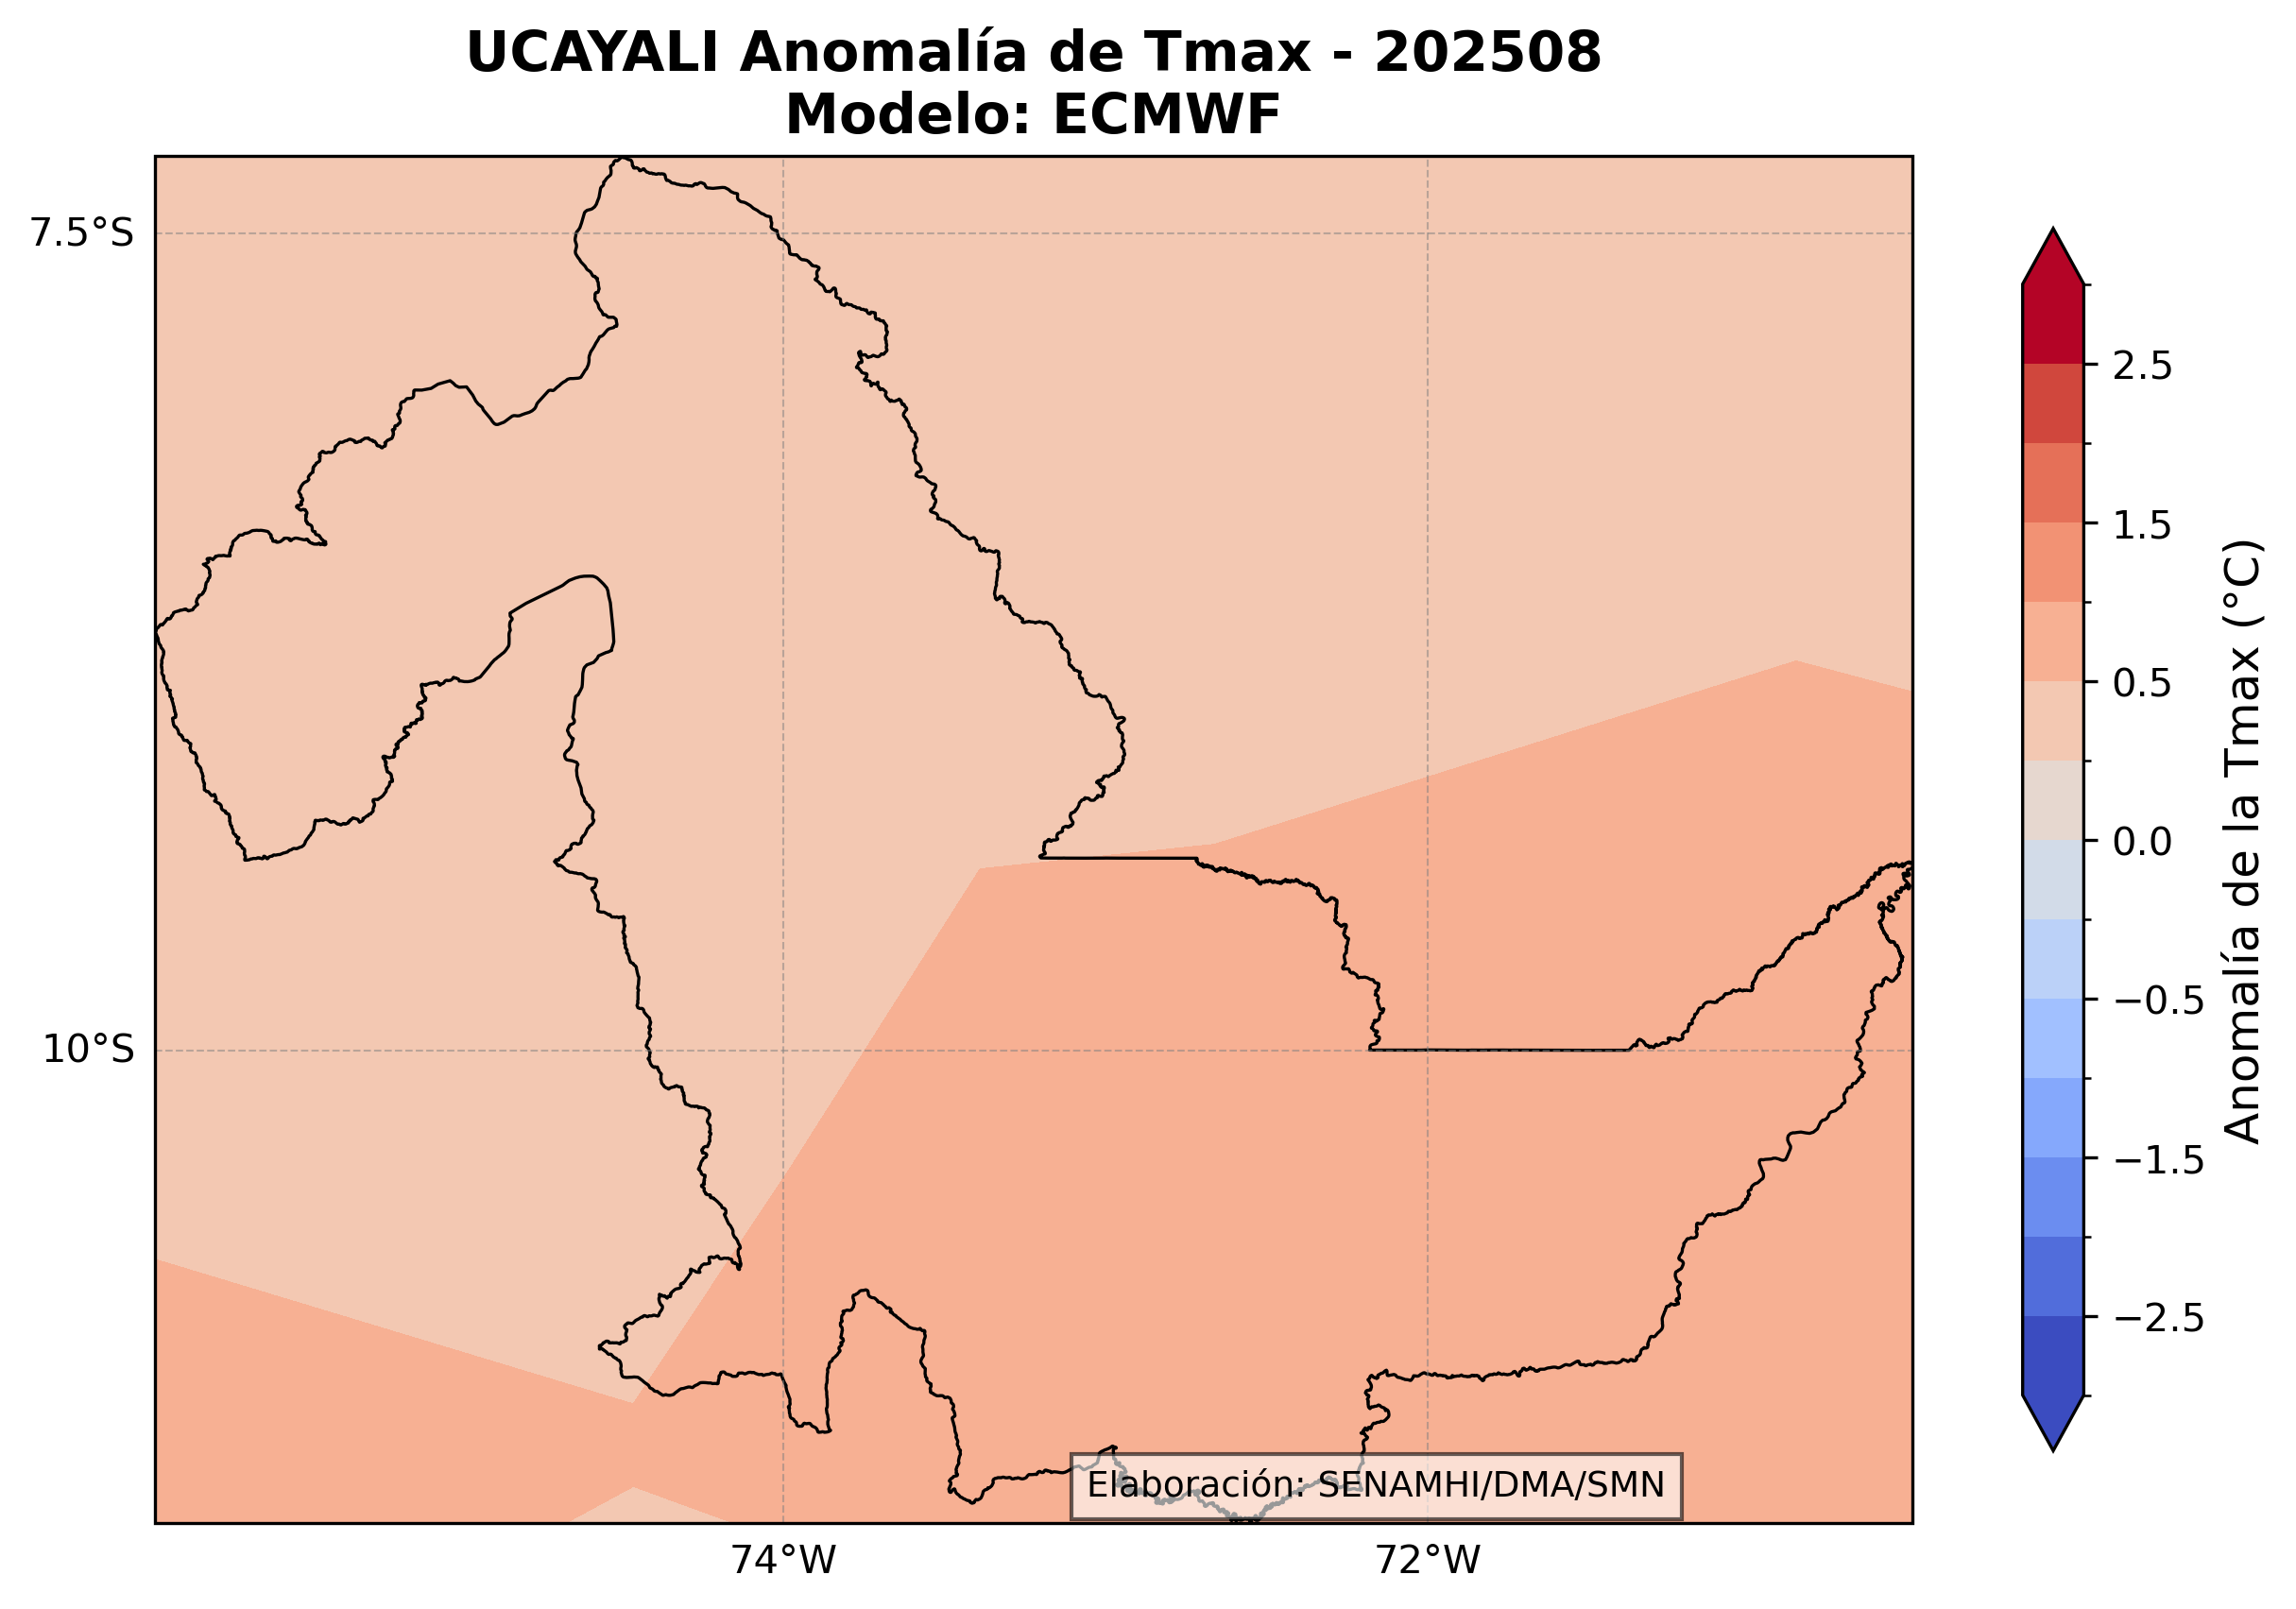 UCAYALI Anomalía de Tmax - 202508
Modelo: ECMWF
7.5°S
10°S
74°W
72°W
2.5
1.5
0.5
0.0
−0.5
−1.5
−2.5
Anomalía de la Tmax (°C)
Elaboración: SENAMHI/DMA/SMN